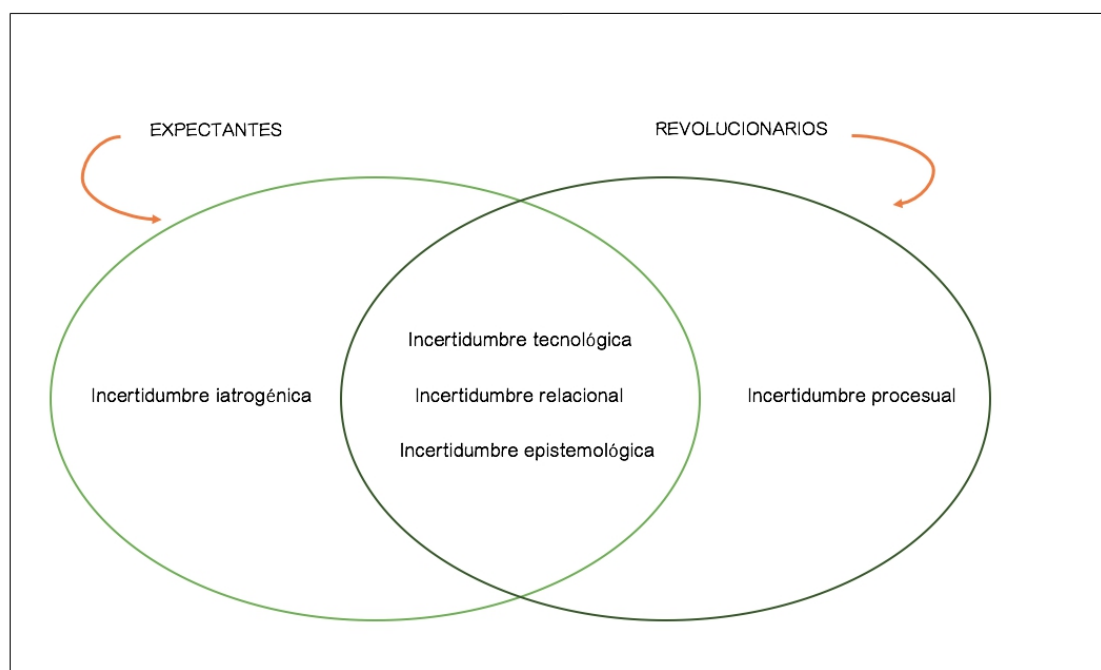 EXPECTANTES
REVOLUCIONARIOS
Incertidumbre tecnológica
Incertidumbre iatrogénica
Incertidumbre relacional
Incertidumbre procesual
Incertidumbre epistemológica